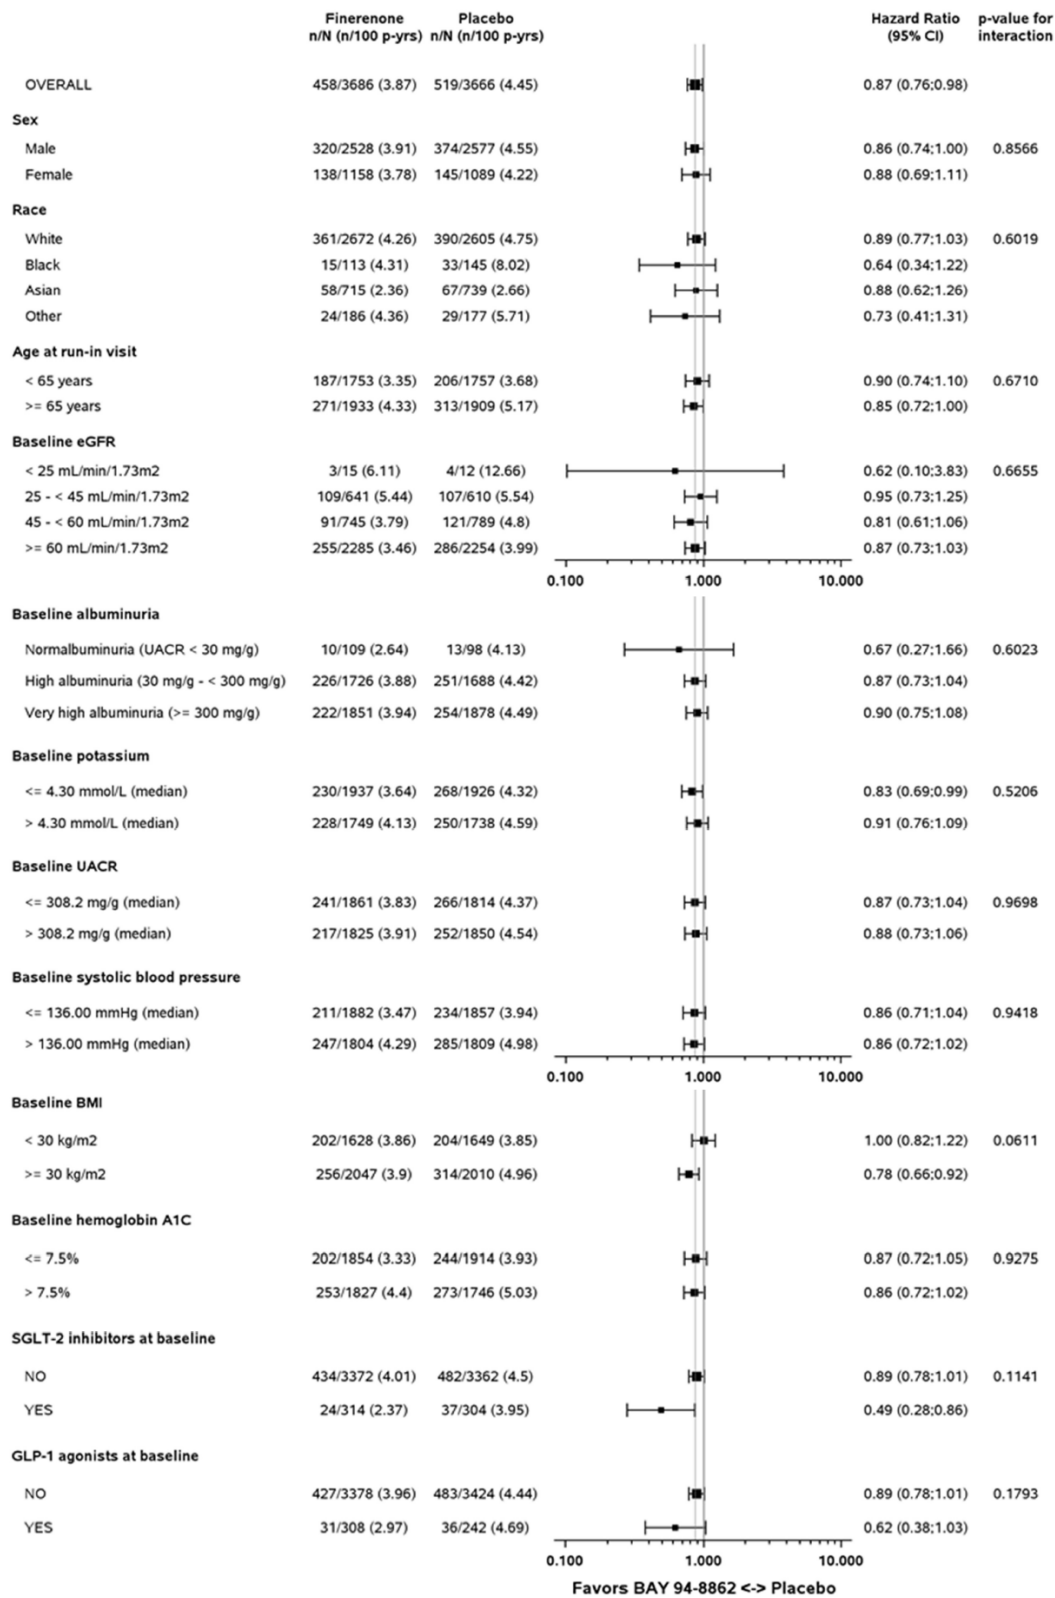 Finerenone Placebo Hazard Ratio p-value for
n/N (n/100 p-yrs) n/N (n/100 p-yrs) (95% CI) interaction
OVERALL 458/3686 (3.87) 519/3666 (4.45) 0.87 (0.76;0.98)
Sex
Male 320/2528 (3.91) 374/2577 (4.55) 0.86 (0.74;1.00) 0.8566
Female 138/1158 (3.78) 145/1089 (4.22) 0.88 (0.69;1.11)
Race
White 361/2672 (4.26) 390/2605 (4.75) 0.89 (0.77;1.03) 0.6019
Black 15/113 (4.31) 33/145 (8.02) 0.64 (0.34;1.22)
Asian 58/715 (2.36) 67/739 (2.66) 0.88 (0.62;1.26)
Other 24/186 (4.36) 29/177 (5.71) 0.73 (0.41;1.31)
Age at run-in visit
< 65 years 187/1753 (3.35) 206/1757 (3.68) 0.90 (0.74;1.10) 0.6710
>= 65 years 271/1933 (4.33) 313/1909 (5.17) 0.85 (0.72;1.00)
Baseline eGFR
< 25 mL/min/1.73m2 3/15 (6.11) 4/12 (12.66) 0.62 (0.10;3.83) 0.6655
25 - < 45 mL/min/1.73m2 109/641 (5.44) 107/610 (5.54) 0.95 (0.73;1.25)
45 - < 60 mL/min/1.73m2 91/745 (3.79) 121/789 (4.8) 0.81 (0.61;1.06)
>= 60 mL/min/1.73m2 255/2285 (3.46) 286/2254 (3.99) 0.87 (0.73;1.03)
0.100 1.000 10.000
Baseline albuminuria
Normalbuminuria (UACR < 30 mg/g) 10/109 (2.64) 13/98 (4.13) 0.67 (0.27;1.66) 0.6023
High albuminuria (30 mg/g - < 300 mg/g) 226/1726 (3.88) 251/1688 (4.42) 0.87 (0.73;1.04)
Very high albuminuria (>= 300 mg/g) 222/1851 (3.94) 254/1878 (4.49) 0.90 (0.75;1.08)
Baseline potassium
<= 4.30 mmol/L (median) 230/1937 (3.64) 268/1926 (4.32) 0.83 (0.69;0.99) 0.5206
> 4.30 mmol/L (median) 228/1749 (4.13) 250/1738 (4.59) 0.91 (0.76;1.09)
Baseline UACR
<= 308.2 mg/g (median) 241/1861 (3.83) 266/1814 (4.37) 0.87 (0.73;1.04) 0.9698
> 308.2 mg/g (median) 217/1825 (3.91) 252/1850 (4.54) 0.88 (0.73;1.06)
Baseline systolic blood pressure
<= 136.00 mmHg (median) 211/1882 (3.47) 234/1857 (3.94) 0.86 (0.71;1.04) 0.9418
> 136.00 mmHg (median) 247/1804 (4.29) 285/1809 (4.98) 0.86 (0.72;1.02)
0.100 1.000 10.000
Baseline BMI
< 30 kg/m2 202/1628 (3.86) 204/1649 (3.85) 1.00 (0.82;1.22) 0.0611
>= 30 kg/m2 256/2047 (3.9) 314/2010 (4.96) 0.78 (0.66;0.92)
Baseline hemoglobin A1C
<= 7.5% 202/1854 (3.33) 244/1914 (3.93) 0.87 (0.72;1.05) 0.9275
> 7.5% 253/1827 (4.4) 273/1746 (5.03) 0.86 (0.72;1.02)
SGLT-2 inhibitors at baseline
NO 434/3372 (4.01) 482/3362 (4.5) 0.89 (0.78;1.01) 0.1141
YES 24/314 (2.37) 37/304 (3.95) 0.49 (0.28;0.86)
GLP-1 agonists at baseline
NO 427/3378 (3.96) 483/3424 (4.44) 0.89 (0.78;1.01) 0.1793
YES 31/308 (2.97) 36/242 (4.69) 0.62 (0.38;1.03)
0.100 1.000 10.000
Favors BAY 94-8862 <-> Placebo